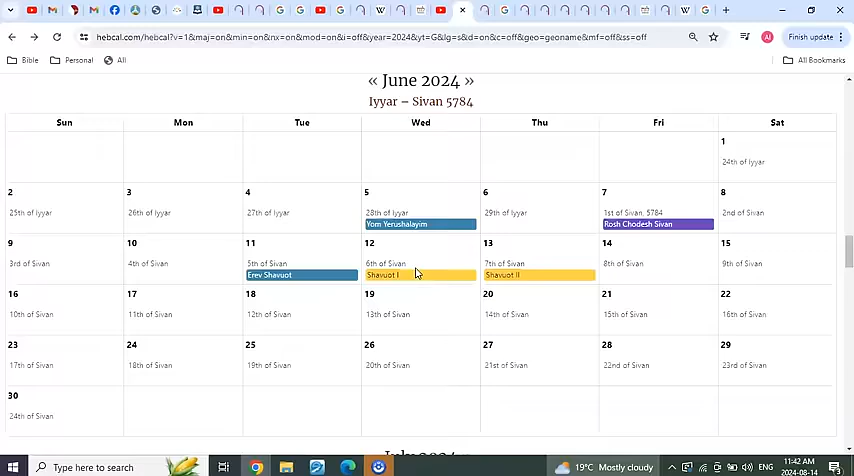 hebcal.com/hebcal?v=1&maj=on&min=on&nx=on&mod=on&i=off&year=2024&yt=G&lg=s&d=on&c=off&geo=geoname&mf=off&ss=off
Finish update
Bible Personal All All Bookmarks
« June 2024 »
Iyyar – Sivan 5784
Sun Mon Tue Wed Thu Fri Sat
1
24th of Iyyar
2 3 4 5 6 7 8
25th of Iyyar 26th of Iyyar 27th of Iyyar 28th of Iyyar 29th of Iyyar 1st of Sivan, 5784 2nd of Sivan
Yom Yerushalayim Rosh Chodesh Sivan
9 10 11 12 13 14 15
3rd of Sivan 4th of Sivan 5th of Sivan 6th of Sivan 7th of Sivan 8th of Sivan 9th of Sivan
Erev Shavuot Shavuot I Shavuot II
16 17 18 19 20 21 22
10th of Sivan 11th of Sivan 12th of Sivan 13th of Sivan 14th of Sivan 15th of Sivan 16th of Sivan
23 24 25 26 27 28 29
17th of Sivan 18th of Sivan 19th of Sivan 20th of Sivan 21st of Sivan 22nd of Sivan 23rd of Sivan
30
24th of Sivan
Type here to search
19°C Mostly cloudy
ENG
11:42 AM
2024-08-14